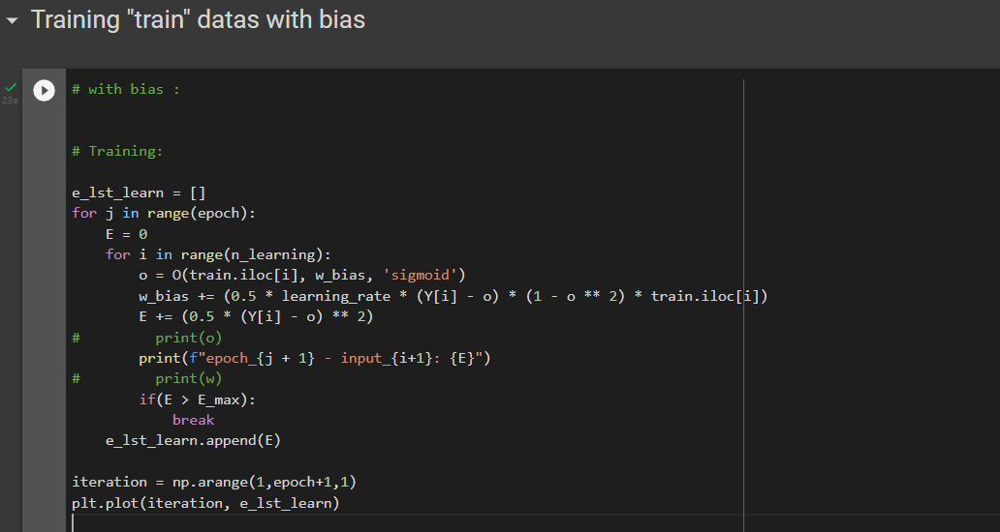 Training "train" datas with bias
23s
# with bias :
# Training:
e_lst_learn = []
for j in range(epoch):
    E = 0
    for i in range(n_learning):
        o = O(train.iloc[i], w_bias, 'sigmoid')
        w_bias += (0.5 * learning_rate * (Y[i] - o) * (1 - o ** 2) * train.iloc[i])
        E += (0.5 * (Y[i] - o) ** 2)
#         print(o)
        print(f"epoch_{j + 1} - input_{i+1}: {E}")
#         print(w)
        if(E > E_max):
            break
    e_lst_learn.append(E)
iteration = np.arange(1,epoch+1,1)
plt.plot(iteration, e_lst_learn)